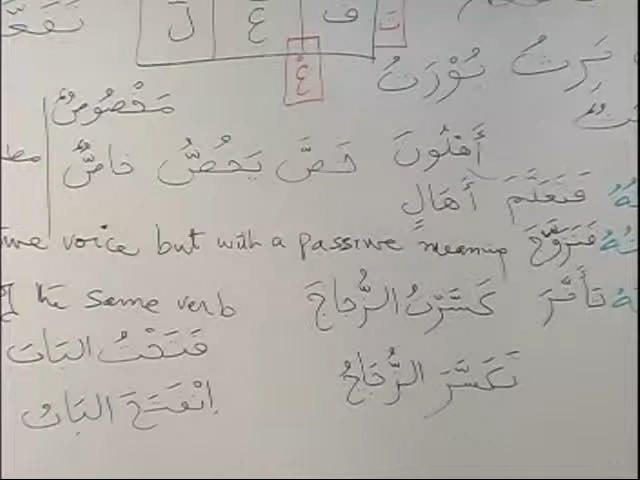 ف ع ل
عْ
بَرِثُ يُوْرَثُ
مَخْصُوصٌ
أَهْلُونَ خَصَّ يَخُصُّ خَاصٌّ
فَتَعَلَّمَ أَهَالٍ
فَتَزَوَّجَ voice but with a passive meaning
the same verb كَسَّرْتُ الزُّجَاجَ تَأَثَّرَ
فَتَحْتُ البَابَ
تَكَسَّرَ الزُّجَاجُ
اِنْفَتَحَ البَابُ